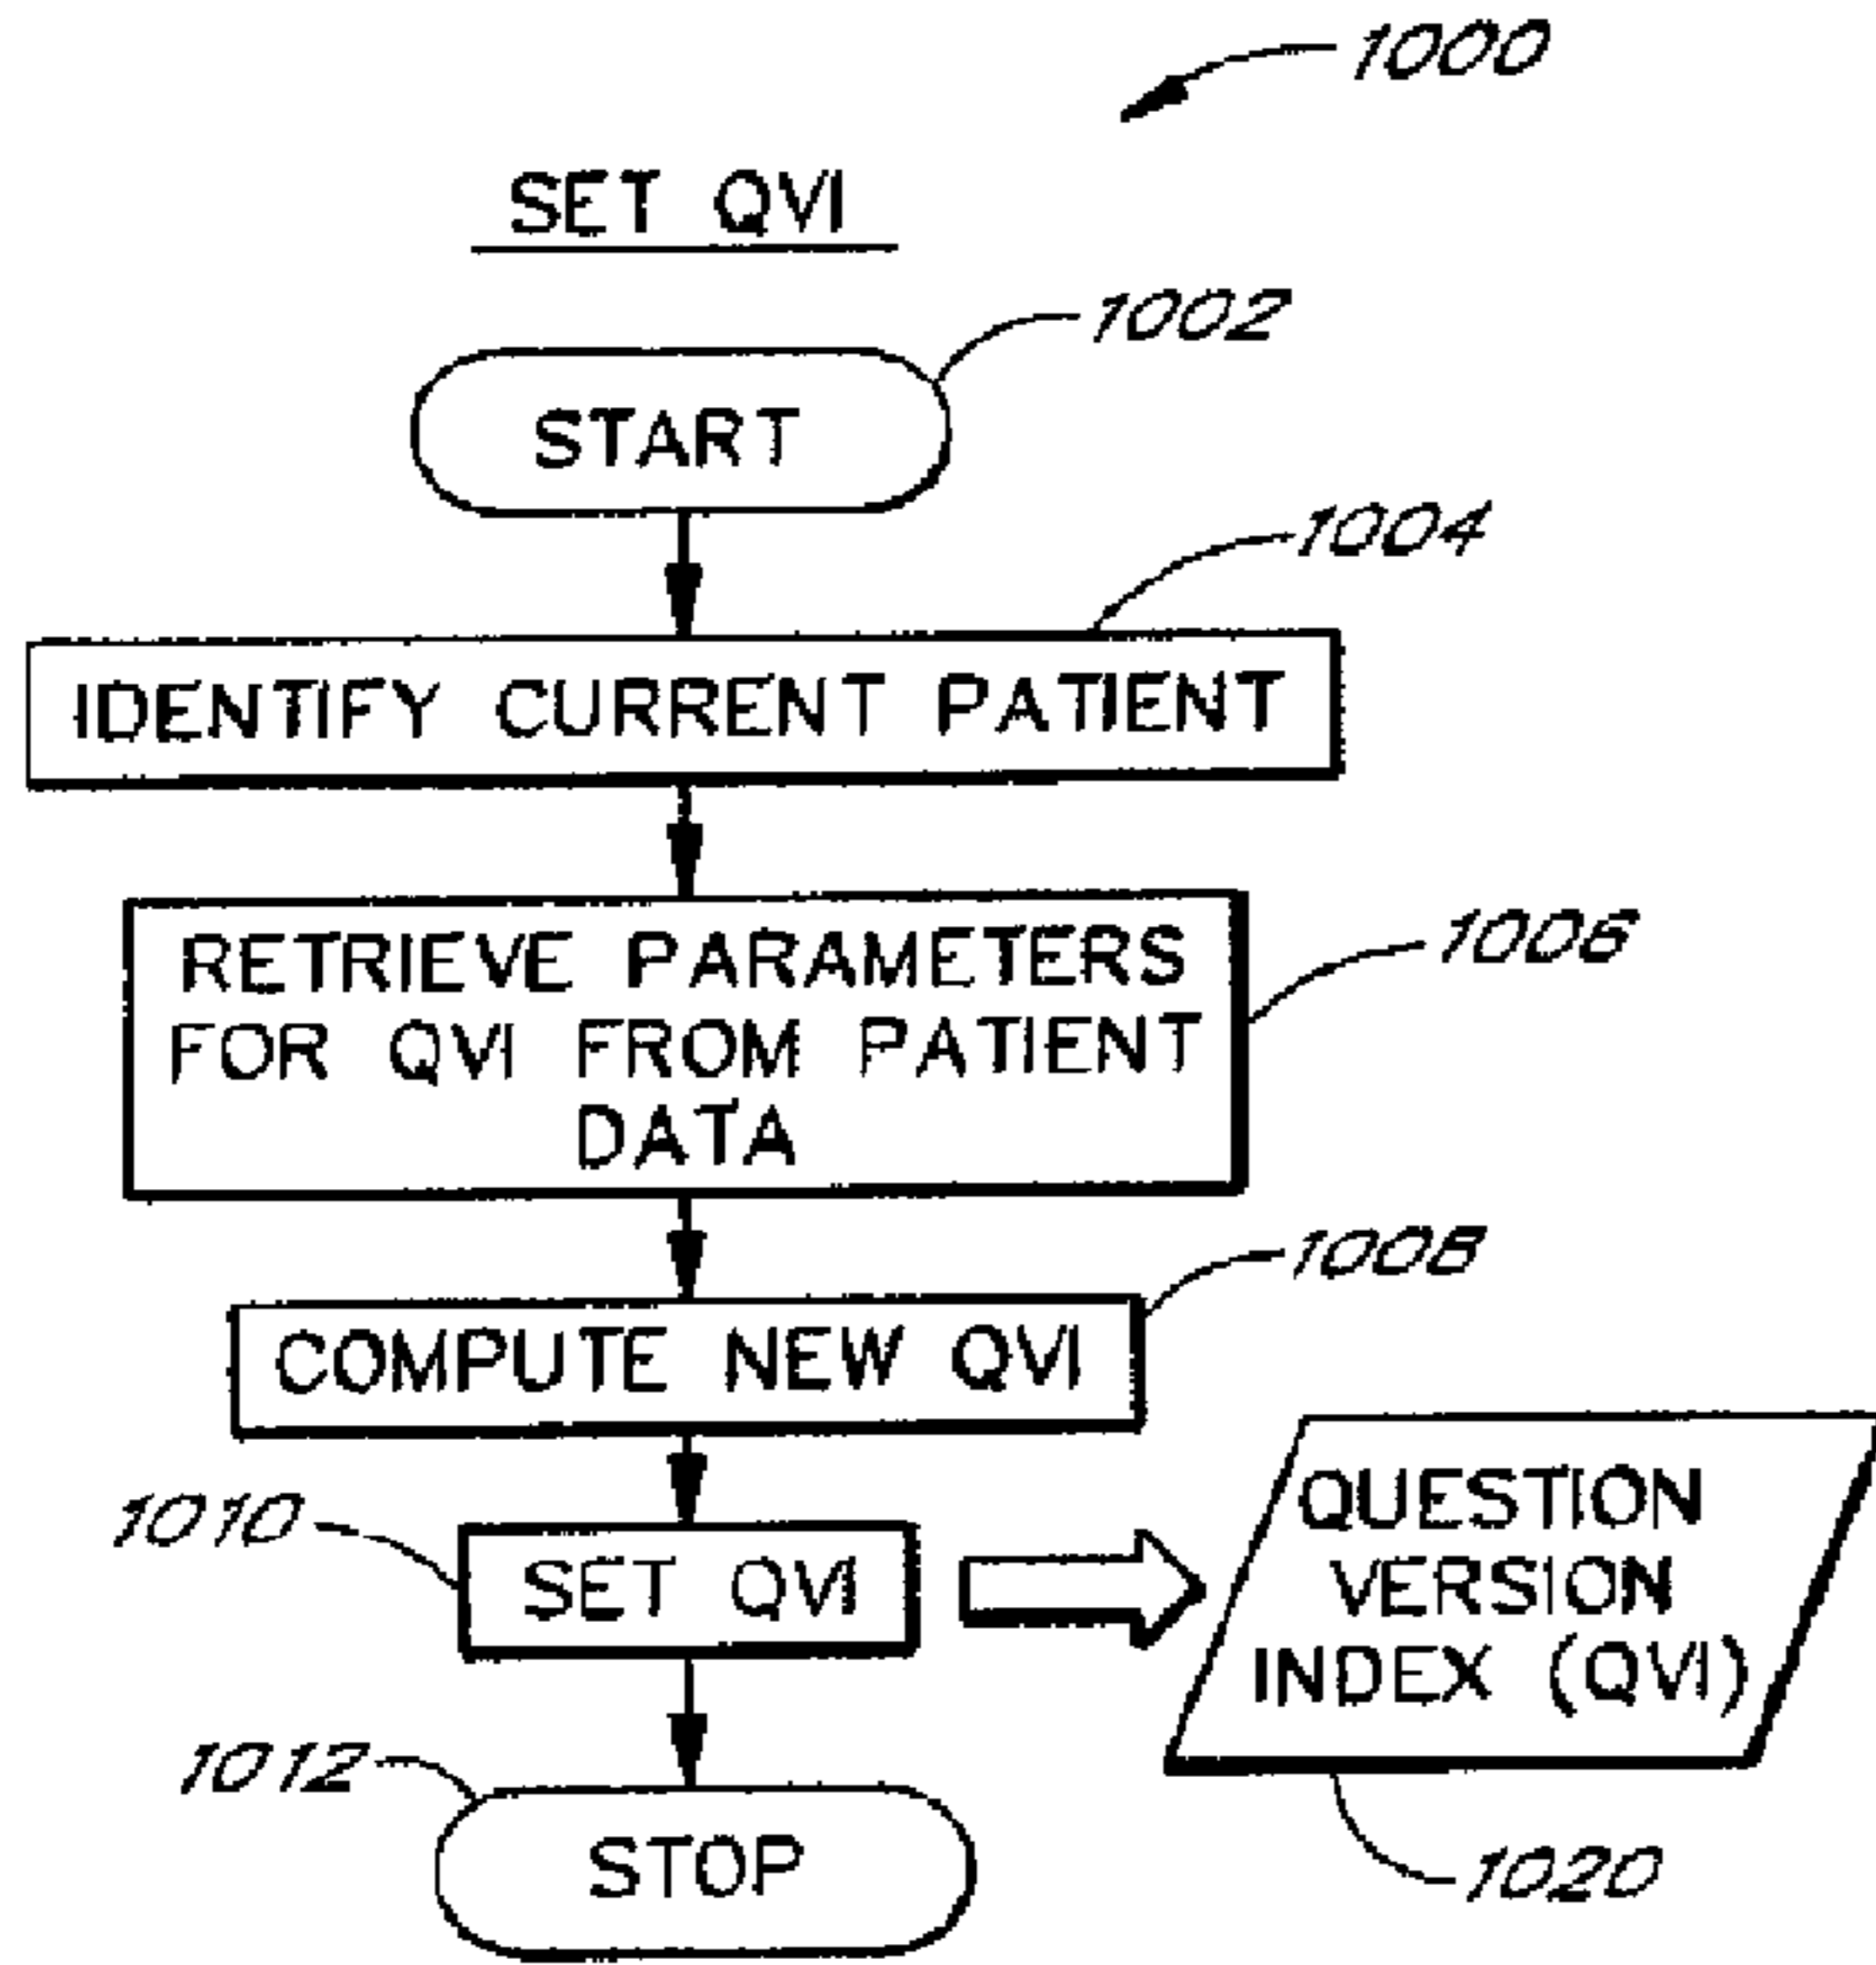 1000
SET QVI
1002
START
1004
IDENTIFY CURRENT PATIENT
RETRIEVE PARAMETERS
1006
FOR QVI FROM PATIENT
DATA
1008
COMPUTE NEW QVI
1010
SET QVI
QUESTION
VERSION
INDEX (QVI)
1012
STOP
1020